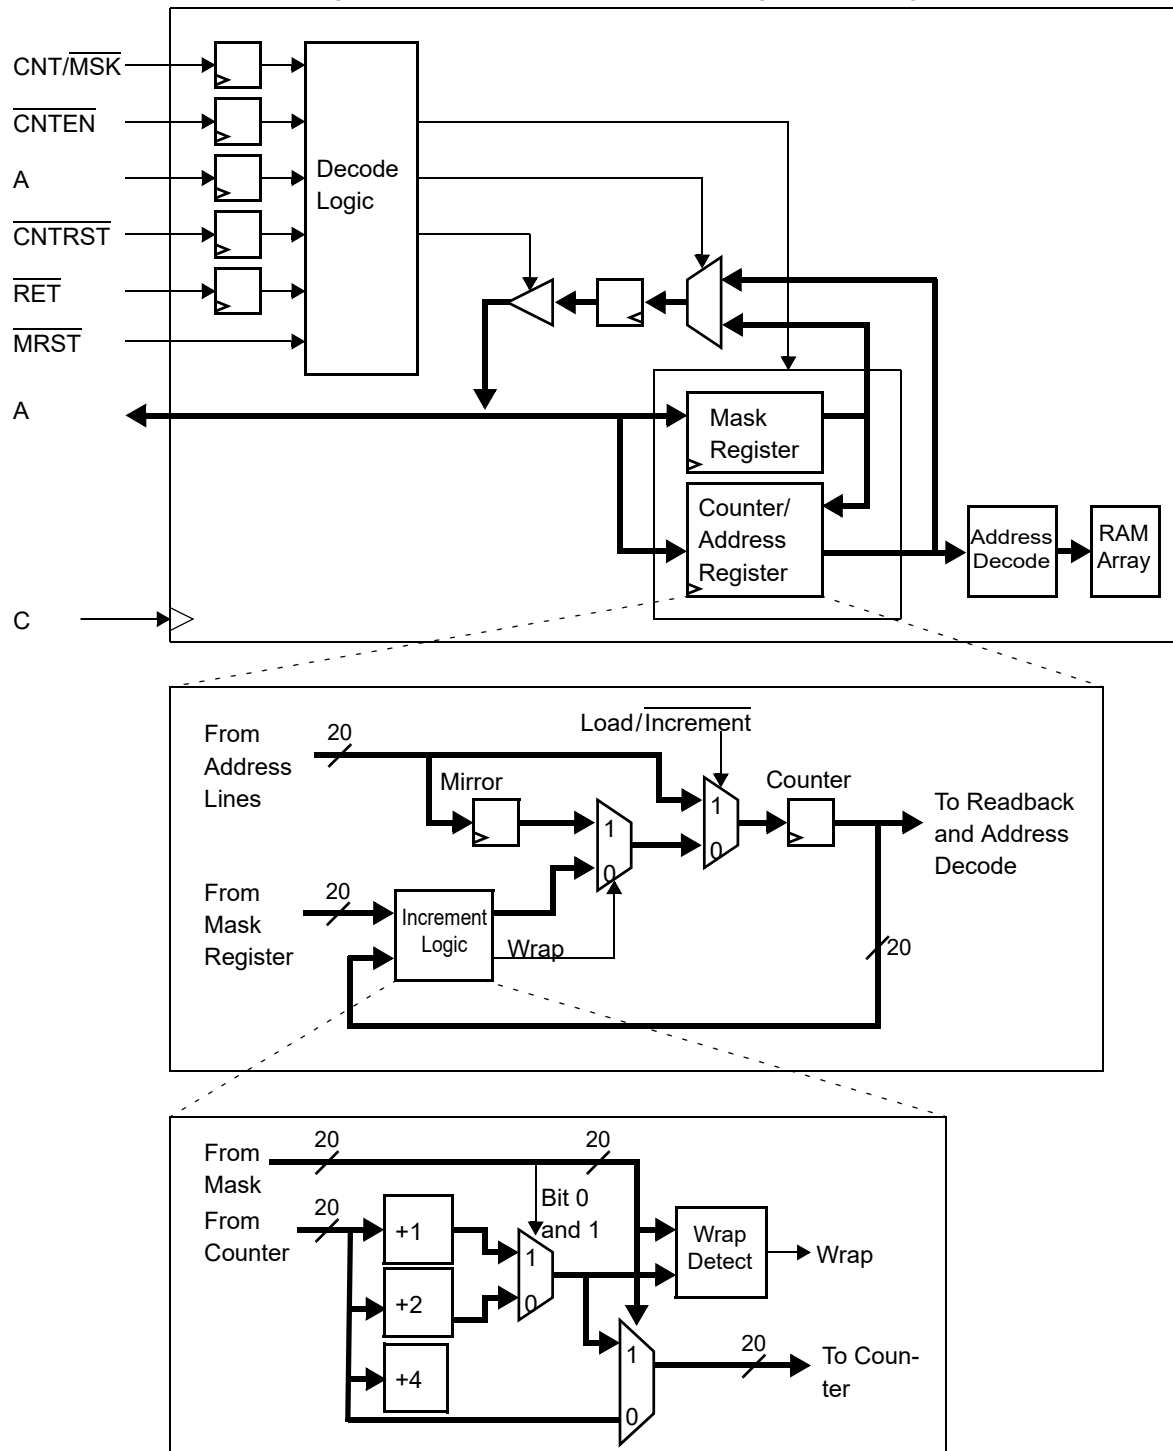 CNT/MSK
CNTEN
A
CNTRST
RET
MRST
A
C
Decode
Logic
Mask
Register
Counter/
Address
Register
Address
Decode
RAM
Array
From
Address
Lines
20
Load/Increment
Mirror
1
0
1
0
Counter
To Readback
and Address
Decode
From
Mask
Register
20
Increment
Logic
Wrap
20
From
Mask
20
20
Bit 0
and 1
From
Counter
20
+1
+2
+4
1
0
Wrap
Detect
Wrap
1
0
20
To Coun-
ter